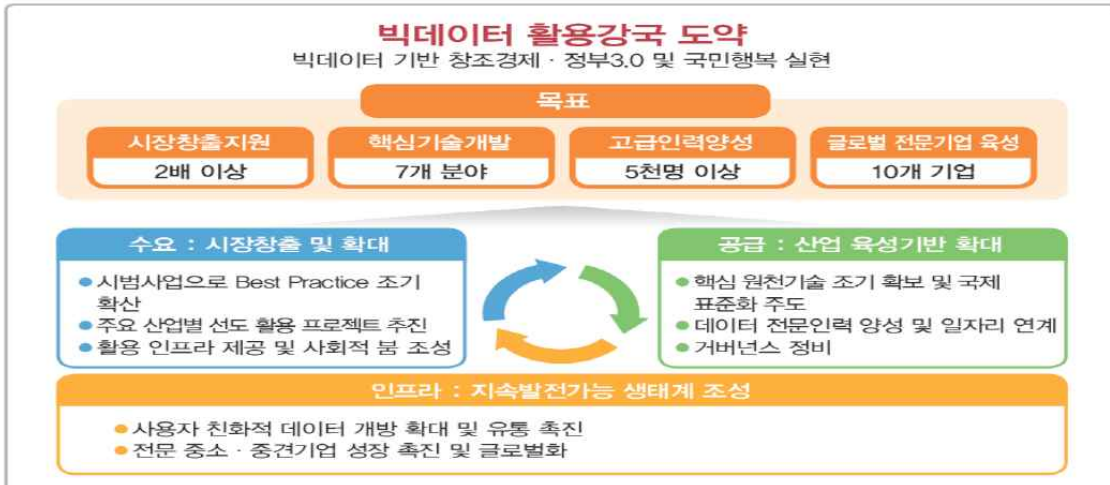 빅데이터 활용강국 도약
빅데이터 기반 창조경제 · 정부3.0 및 국민행복 실현
목표
시장창출지원
2배 이상
핵심기술개발
7개 분야
고급인력양성
5천명 이상
글로벌 전문기업 육성
10개 기업
수요 : 시장창출 및 확대
●시범사업으로 Best Practice 조기
확산
●주요 산업별 선도 활용 프로젝트 추진
●활용 인프라 제공 및 사회적 붐 조성
공급 : 산업 육성기반 확대
●핵심 원천기술 조기 확보 및 국제
표준화 주도
●데이터 전문인력 양성 및 일자리 연계
●거버넌스 정비
인프라 : 지속발전가능 생태계 조성
●사용자 친화적 데이터 개방 확대 및 유통 촉진
●전문 중소 · 중견기업 성장 촉진 및 글로벌화